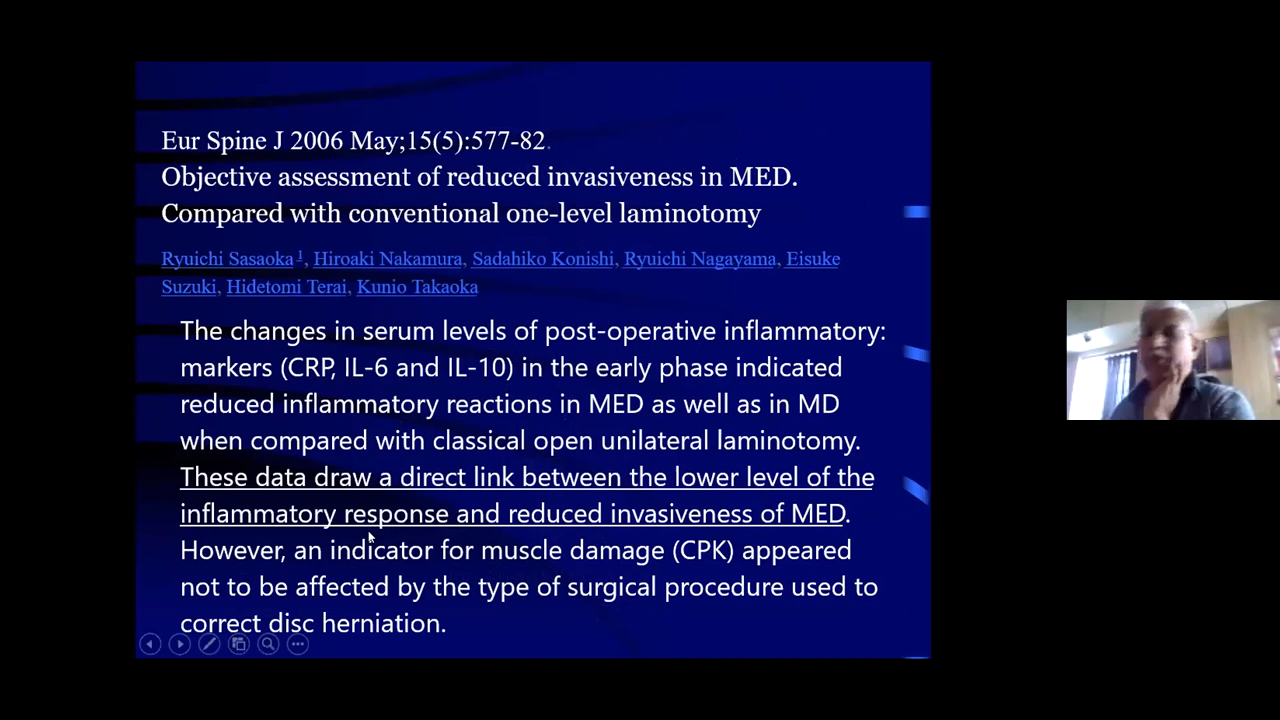 Eur Spine J 2006 May;15(5):577-82.
Objective assessment of reduced invasiveness in MED.
Compared with conventional one-level laminotomy
Ryuichi Sasaoka 1, Hiroaki Nakamura, Sadahiko Konishi, Ryuichi Nagayama, Eisuke
Suzuki, Hidetomi Terai, Kunio Takaoka
The changes in serum levels of post-operative inflammatory:
markers (CRP, IL-6 and IL-10) in the early phase indicated
reduced inflammatory reactions in MED as well as in MD
when compared with classical open unilateral laminotomy.
These data draw a direct link between the lower level of the
inflammatory response and reduced invasiveness of MED.
However, an indicator for muscle damage (CPK) appeared
not to be affected by the type of surgical procedure used to
correct disc herniation.